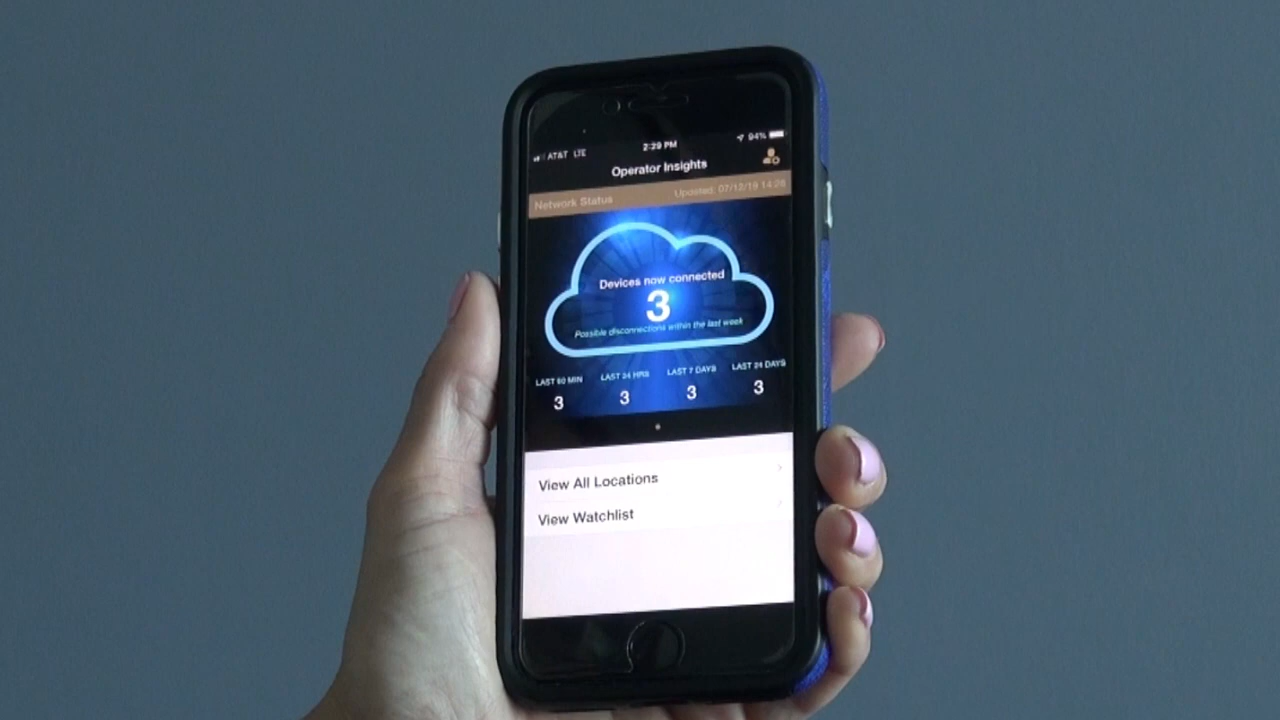 AT&T LTE 2:29 PM 94%
Operator Insights
Network Status Updated: 07/12/19 14:28
Devices now connected
3
Possible disconnections within the last week
LAST 60 MIN LAST 24 HRS LAST 7 DAYS LAST 24 DAYS
3 3 3 3
View All Locations
View Watchlist